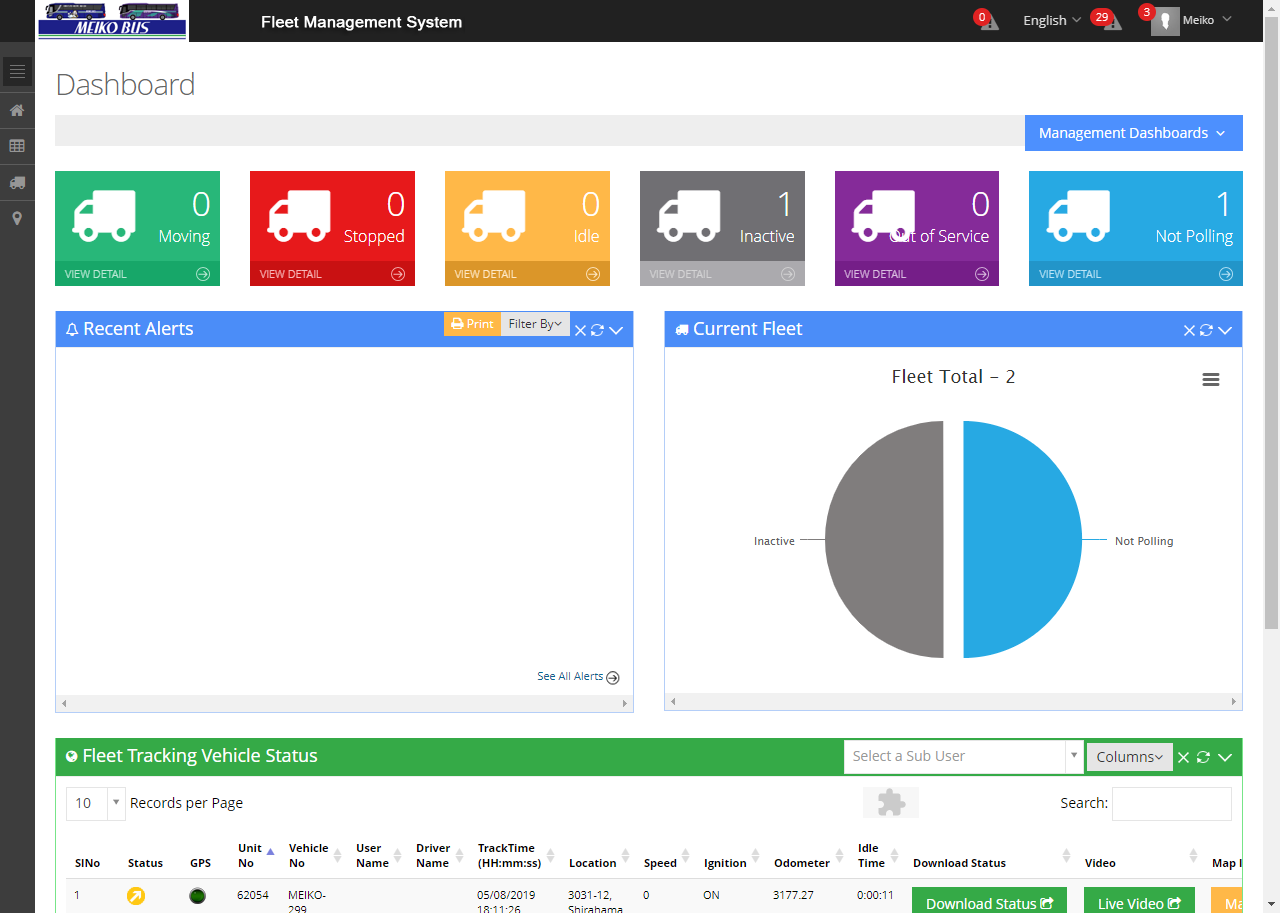 MEIKO BUS
Fleet Management System
0
English
29
3
Meiko
Dashboard
Management Dashboards
0
Moving
VIEW DETAIL
0
Stopped
VIEW DETAIL
0
Idle
VIEW DETAIL
1
Inactive
VIEW DETAIL
0
Out of Service
VIEW DETAIL
1
Not Polling
VIEW DETAIL
Recent Alerts
Print
Filter By
See All Alerts
Current Fleet
Fleet Total - 2
Inactive
Not Polling
Fleet Tracking Vehicle Status
Select a Sub User
Columns
10 Records per Page
Search:
SlNo
Status
GPS
Unit
No
Vehicle
No
User
Name
Driver
Name
TrackTime
(HH:mm:ss)
Location
Speed
Ignition
Odometer
Idle
Time
Download Status
Video
Map
1
62054
MEIKO-
299
05/08/2019
18:11:26
3031-12,
Shirahama
0
ON
3177.27
0:00:11
Download Status
Live Video
Ma